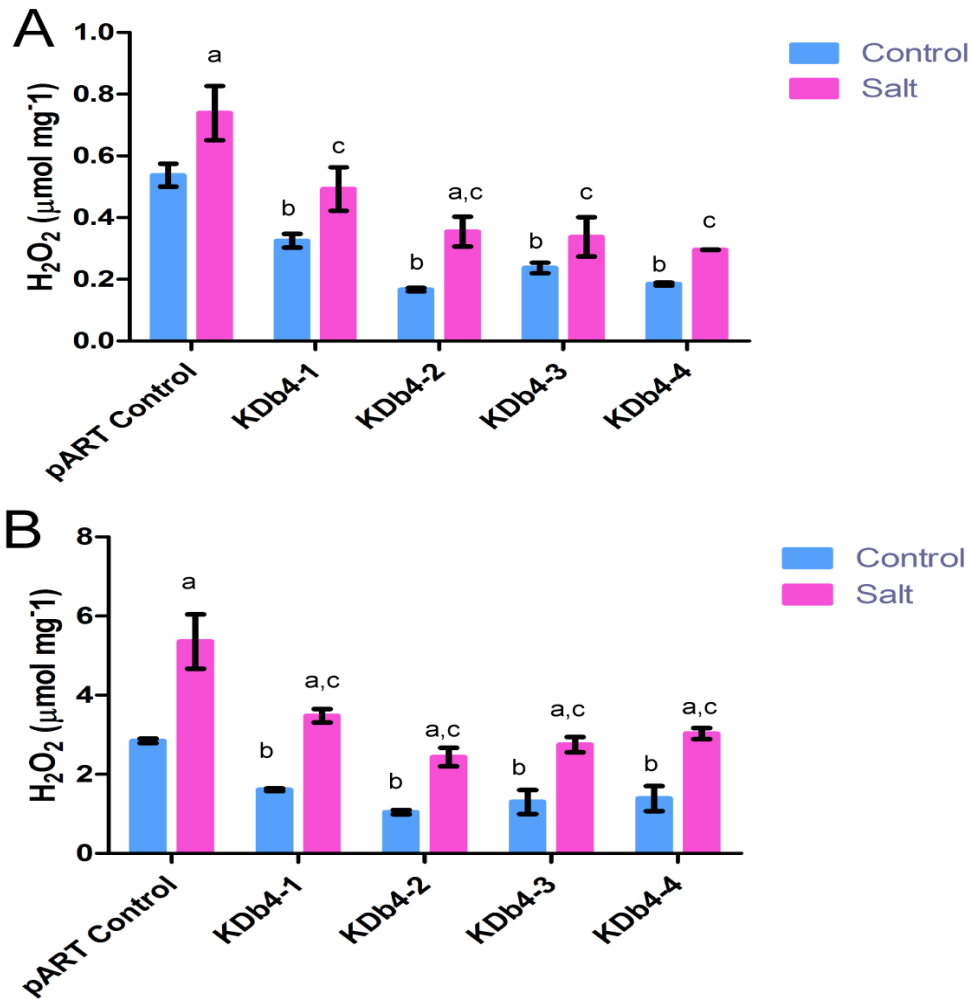 A
1.0
0.8
0.6
0.4
0.2
0.0
H₂O₂ (μmol mg⁻¹)
a
b
c
b
a,c
b
c
b
c
pART Control
KDb4-1
KDb4-2
KDb4-3
KDb4-4
Control
Salt
B
8
6
4
2
0
H₂O₂ (μmol mg⁻¹)
a
b
a,c
b
a,c
b
a,c
b
a,c
pART Control
KDb4-1
KDb4-2
KDb4-3
KDb4-4
Control
Salt